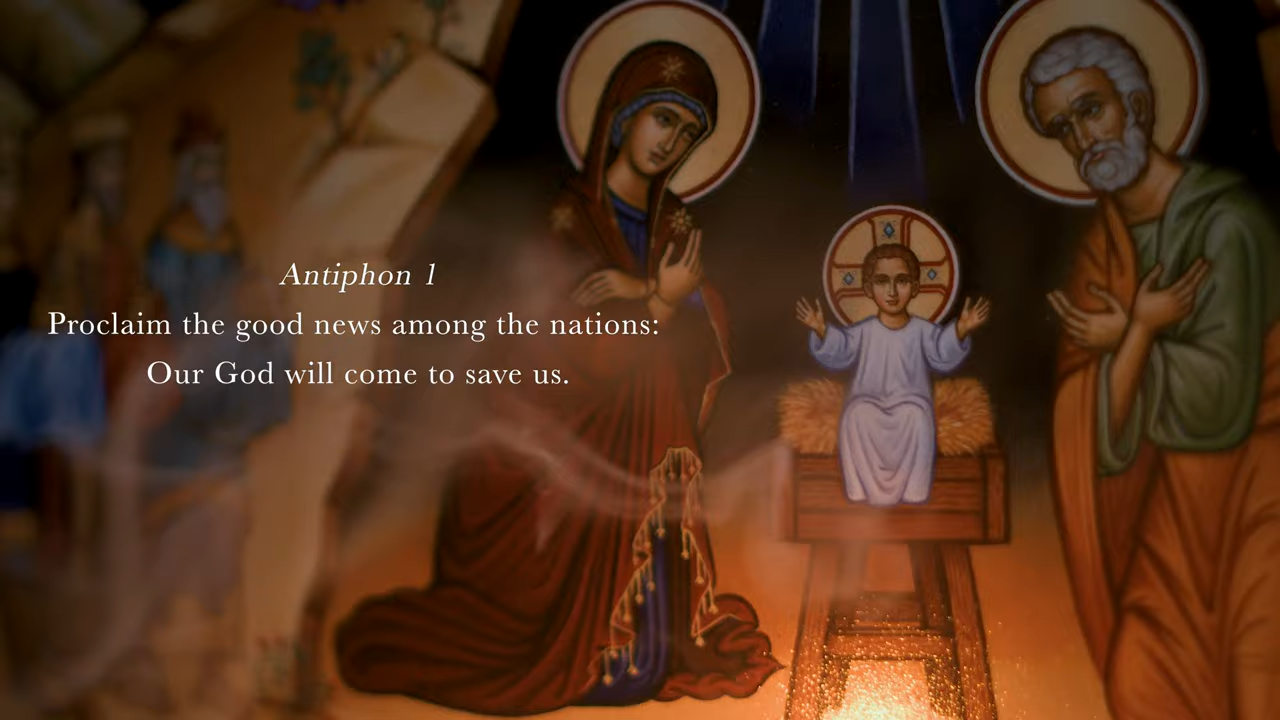 Antiphon 1
Proclaim the good news among the nations:
Our God will come to save us.